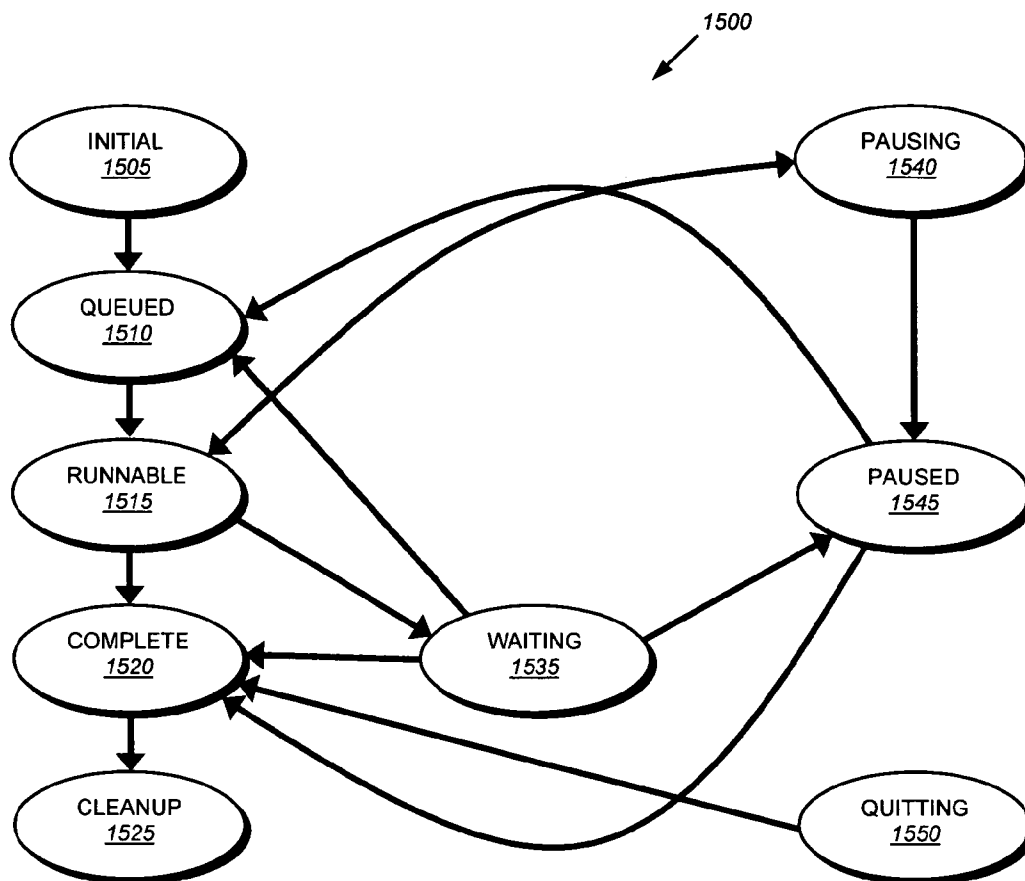 1500
INITIAL
1505
PAUSING
1540
QUEUED
1510
RUNNABLE
1515
PAUSED
1545
COMPLETE
1520
WAITING
1535
CLEANUP
1525
QUITTING
1550